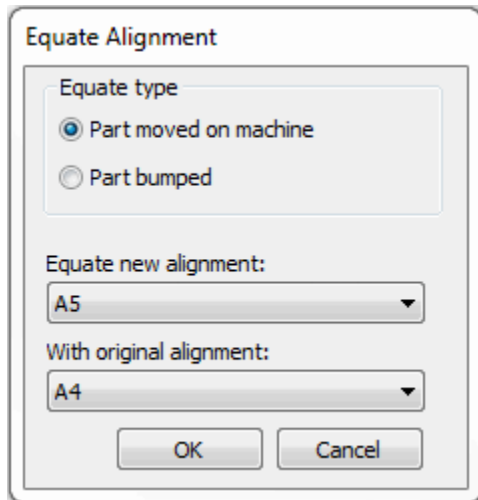 Equate Alignment
Equate type
Part moved on machine
Part bumped
Equate new alignment:
A5
With original alignment:
A4
OK Cancel